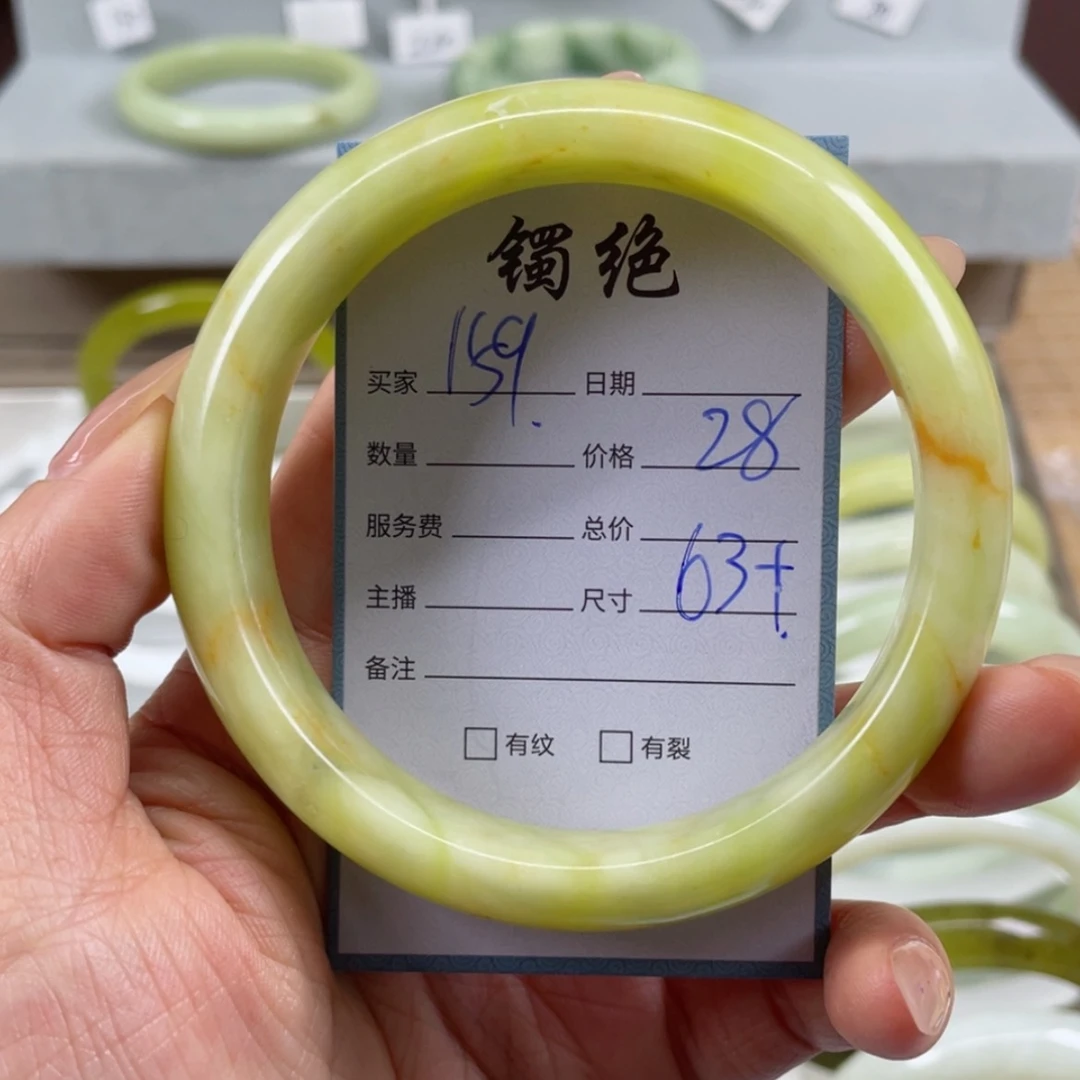 镯绝
买家 159. 日期
数量 价格 28
服务费 总价
主播 尺寸 63+.
备注
有纹 有裂